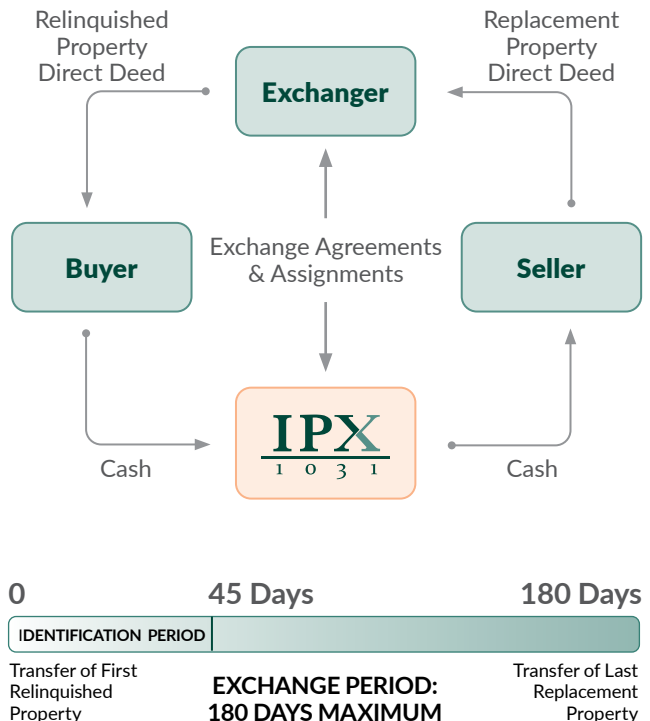 Relinquished
Property
Direct Deed
Replacement
Property
Direct Deed
Exchanger
Buyer
Exchange Agreements
& Assignments
Seller
IPX
1031
Cash
Cash
0
45 Days
180 Days
IDENTIFICATION PERIOD
Transfer of First
Relinquished
Property
EXCHANGE PERIOD:
180 DAYS MAXIMUM
Transfer of Last
Replacement
Property